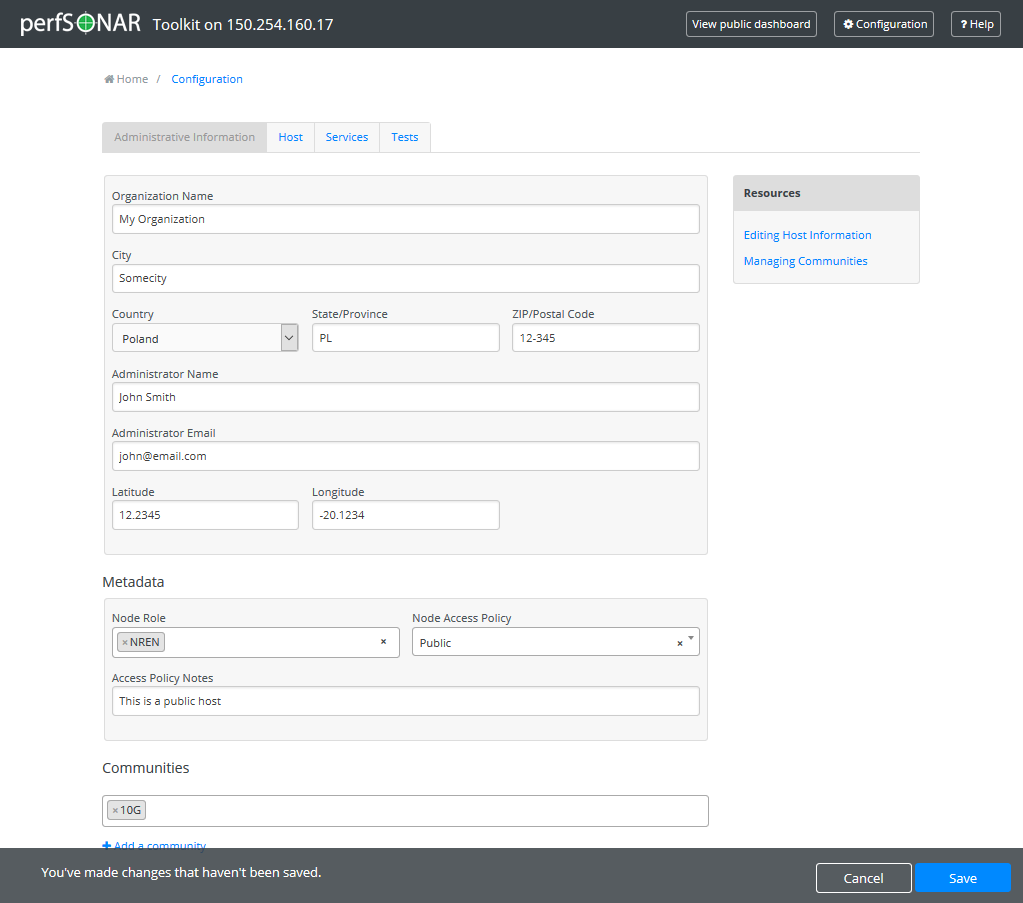 perfSONAR Toolkit on 150.254.160.17 View public dashboard Configuration ? Help
Home / Configuration
Administrative Information Host Services Tests
Resources
Editing Host Information
Managing Communities
Organization Name
My Organization
City
Somecity
Country State/Province ZIP/Postal Code
Poland PL 12-345
Administrator Name
John Smith
Administrator Email
john@email.com
Latitude Longitude
12.2345 -20.1234
Metadata
Node Role Node Access Policy
× NREN × Public ×
Access Policy Notes
This is a public host
Communities
× 10G
+ Add a community
You've made changes that haven't been saved. Cancel Save